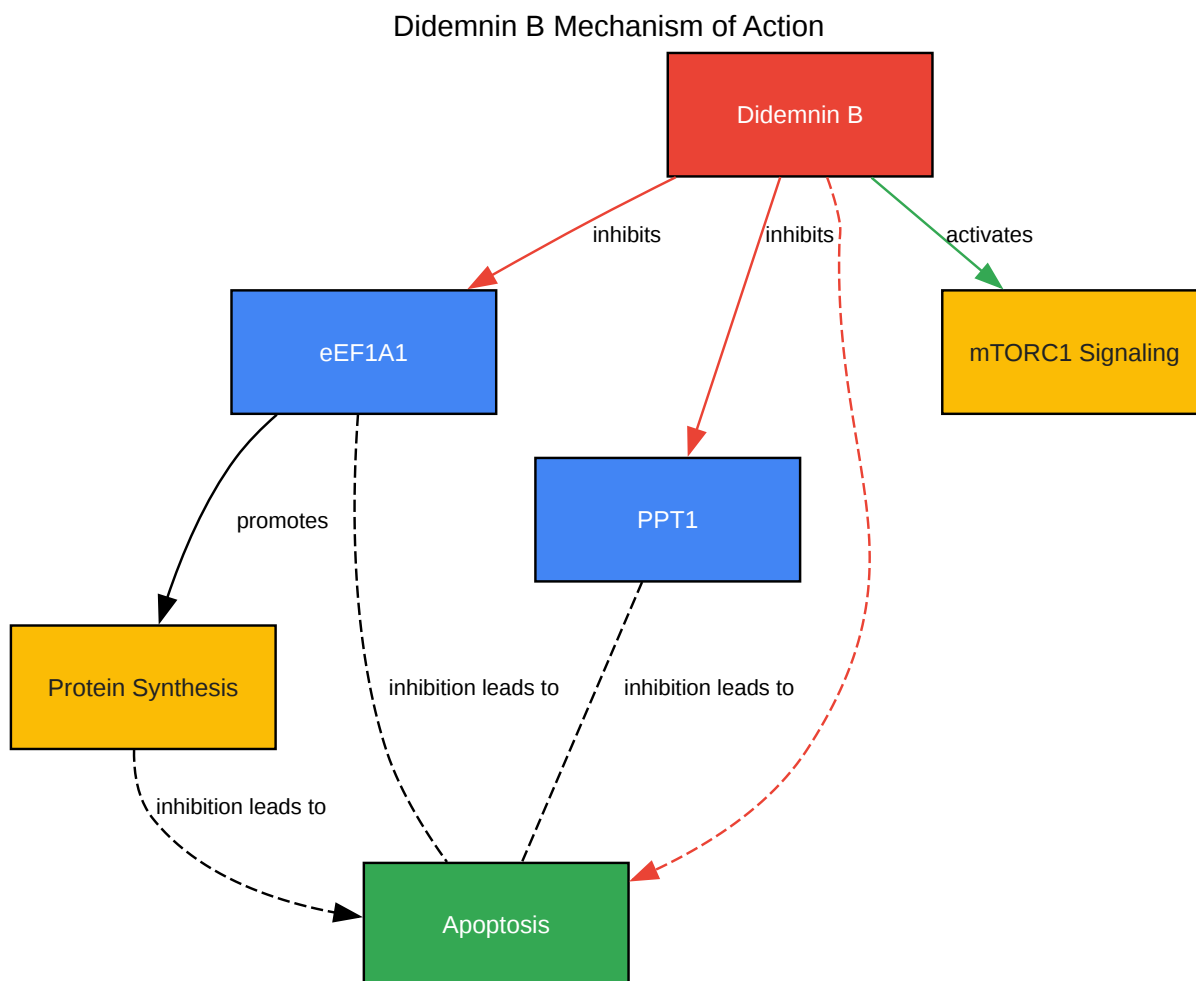 Didemnin B Mechanism of Action
Didemnin B
inhibits
inhibits
activates
eEF1A1
mTORC1 Signaling
PPT1
promotes
Protein Synthesis
inhibition leads to
inhibition leads to
inhibition leads to
Apoptosis